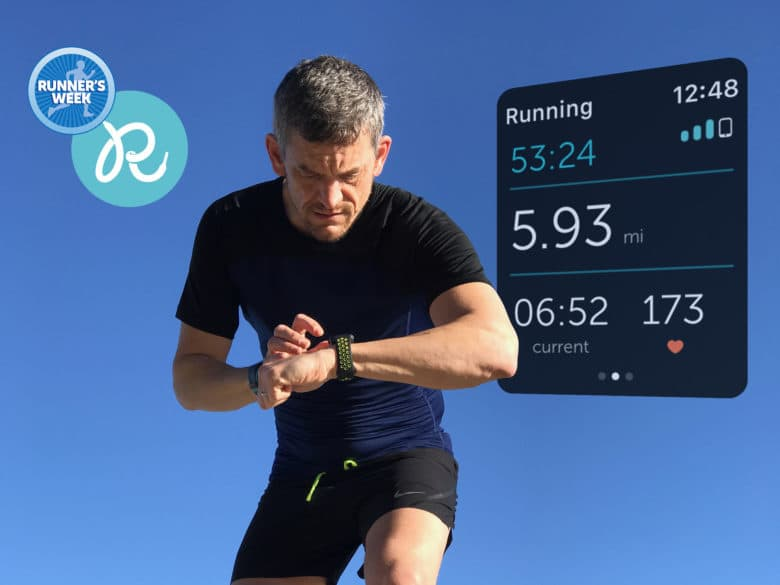 RUNNER'S
WEEK
R
Running
12:48
53:24
5.93 mi
06:52
173
current